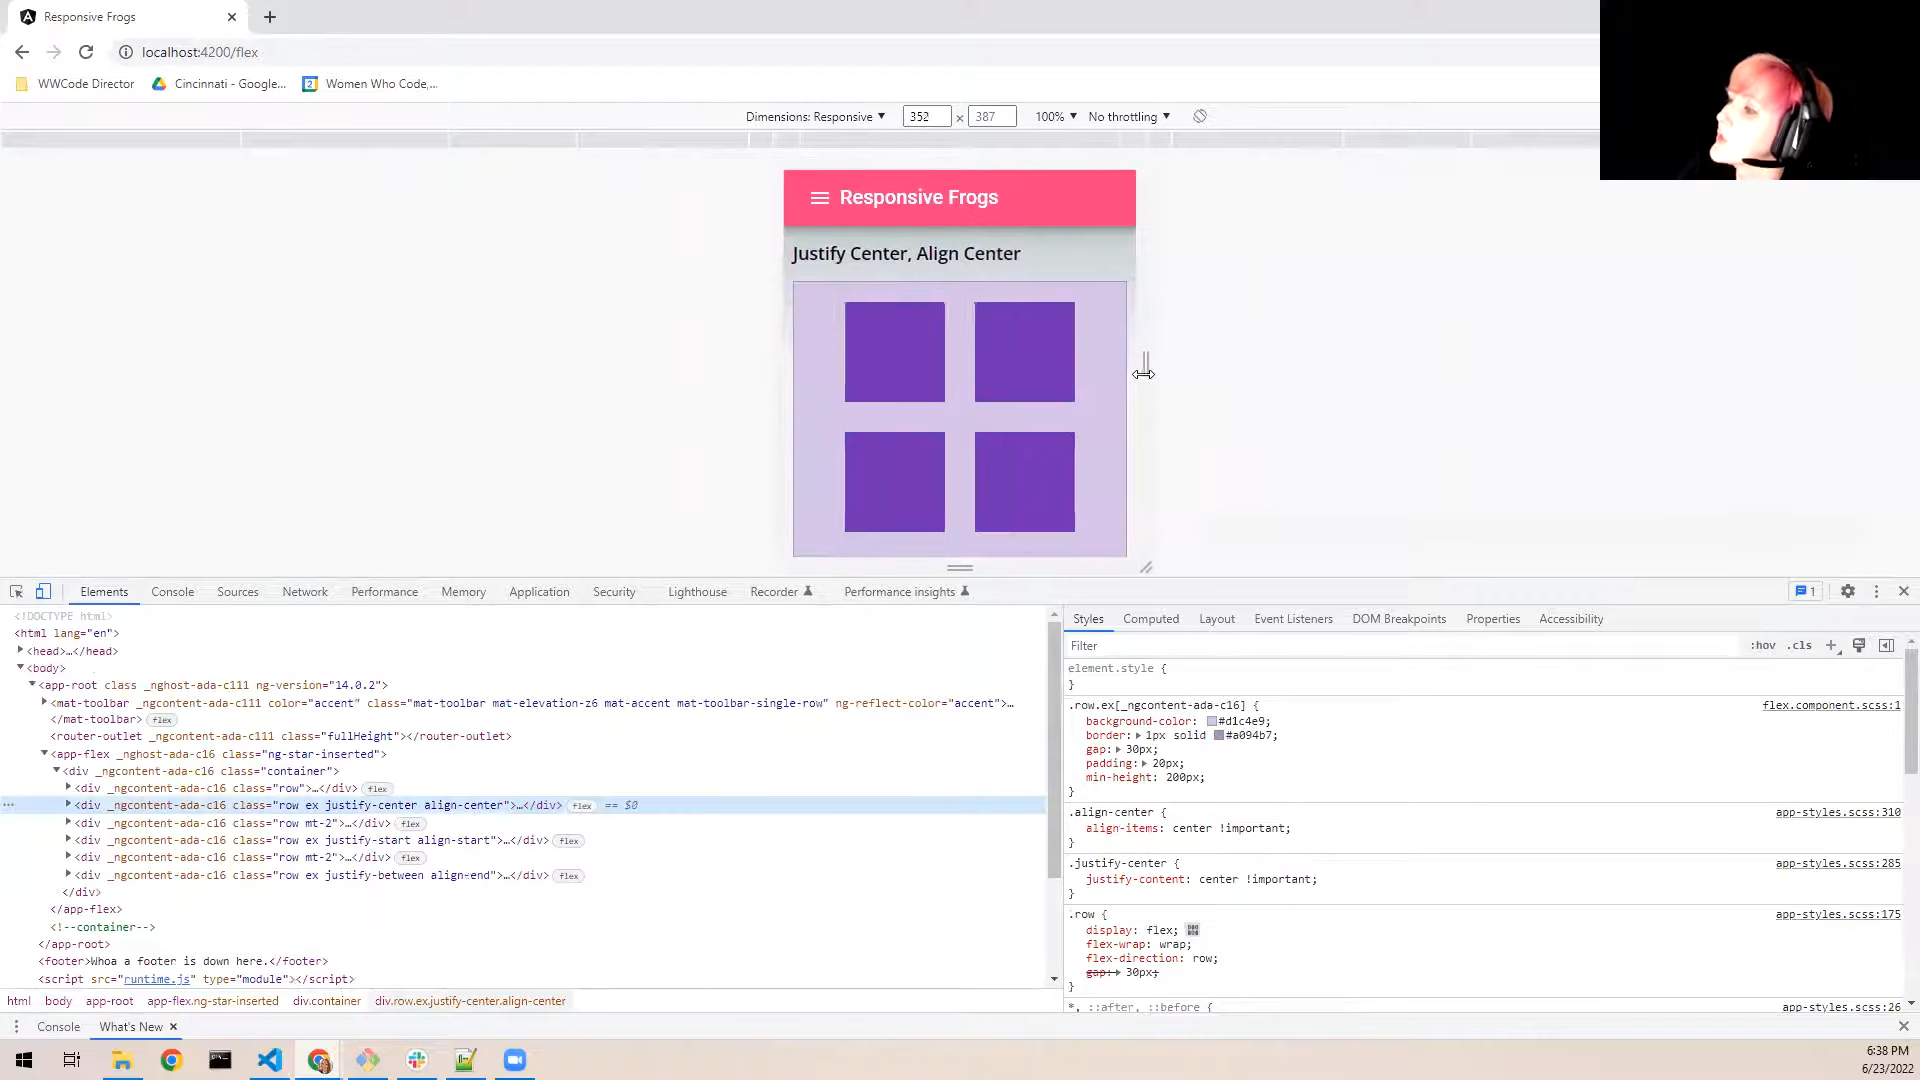 Responsive Frogs
localhost:4200/flex
WWCode Director
Cincinnati - Google...
Women Who Code,...
Dimensions: Responsive ▼ 352 × 387 100% ▼ No throttling ▼
Responsive Frogs
Justify Center, Align Center
Elements Console Sources Network Performance Memory Application Security Lighthouse Recorder Performance insights 1
<!DOCTYPE html>
<html lang="en">
<head>…</head>
<body>
<app-root class _nghost-ada-c111 ng-version="14.0.2">
<mat-toolbar _ngcontent-ada-c111 color="accent" class="mat-toolbar mat-elevation-z6 mat-accent mat-toolbar-single-row" ng-reflect-color="accent">…
</mat-toolbar> flex
<router-outlet _ngcontent-ada-c111 class="fullHeight"></router-outlet>
<app-flex _nghost-ada-c16 class="ng-star-inserted">
<div _ngcontent-ada-c16 class="container">
<div _ngcontent-ada-c16 class="row">…</div> flex
<div _ngcontent-ada-c16 class="row ex justify-center align-center">…</div> flex == $0
<div _ngcontent-ada-c16 class="row mt-2">…</div> flex
<div _ngcontent-ada-c16 class="row ex justify-start align-start">…</div> flex
<div _ngcontent-ada-c16 class="row mt-2">…</div> flex
<div _ngcontent-ada-c16 class="row ex justify-between align-end">…</div> flex
</div>
</app-flex>
<!--container-->
</app-root>
<footer>Whoa a footer is down here.</footer>
<script src="runtime.js" type="module"></script>
html body app-root app-flex.ng-star-inserted div.container div.row.ex.justify-center.align-center
Styles Computed Layout Event Listeners DOM Breakpoints Properties Accessibility
Filter :hov .cls
element.style {
}
.row.ex[_ngcontent-ada-c16] { flex.component.scss:1
background-color: #d1c4e9;
border: 1px solid #a094b7;
gap: 30px;
padding: 20px;
min-height: 200px;
}
.align-center { app-styles.scss:310
align-items: center !important;
}
.justify-center { app-styles.scss:285
justify-content: center !important;
}
.row { app-styles.scss:175
display: flex;
flex-wrap: wrap;
flex-direction: row;
gap: 30px;
}
*, ::after, ::before { app-styles.scss:26
Console What's New
6:38 PM
6/23/2022